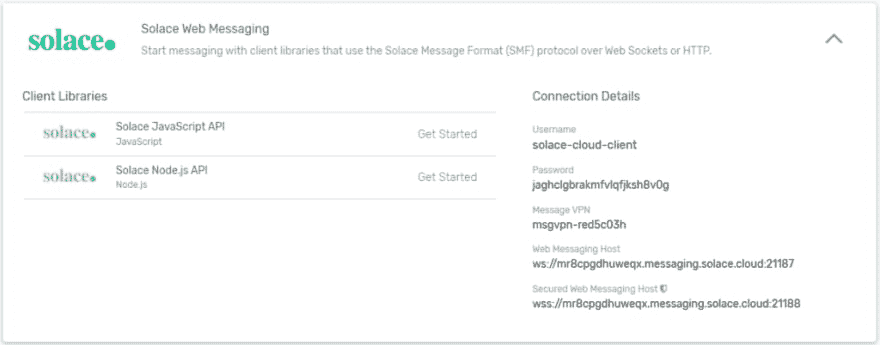 solace.
Solace Web Messaging
Start messaging with client libraries that use the Solace Message Format (SMF) protocol over Web Sockets or HTTP.
Client Libraries
solace.
Solace JavaScript API
JavaScript
Get Started
solace.
Solace Node.js API
Node.js
Get Started
Connection Details
Username
solace-cloud-client
Password
jaghclgbrakmfvlqfjksh8v0g
Message VPN
msgvpn-red5c03h
Web Messaging Host
ws://mr8cpgdhuweqx.messaging.solace.cloud:21187
Secured Web Messaging Host
wss://mr8cpgdhuweqx.messaging.solace.cloud:21188